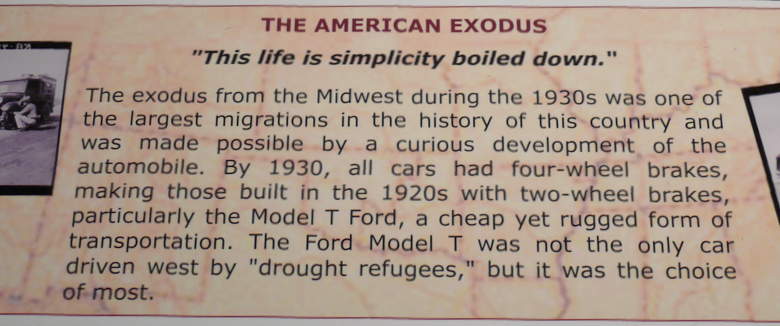 THE AMERICAN EXODUS
"This life is simplicity boiled down."
The exodus from the Midwest during the 1930s was one of
the largest migrations in the history of this country and
was made possible by a curious development of the
automobile. By 1930, all cars had four-wheel brakes,
making those built in the 1920s with two-wheel brakes,
particularly the Model T Ford, a cheap yet rugged form of
transportation. The Ford Model T was not the only car
driven west by "drought refugees," but it was the choice
of most.